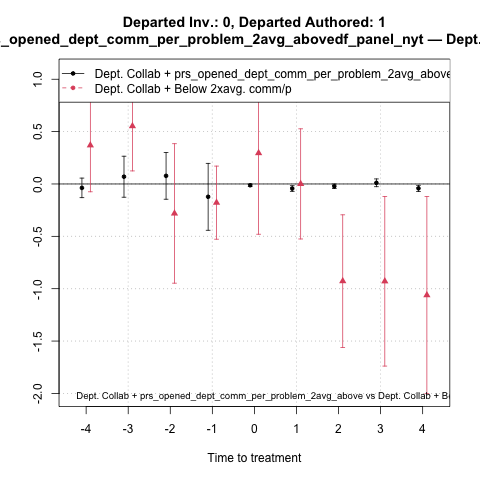 Departed Inv.: 0, Departed Authored: 1
s_opened_dept_comm_per_problem_2avg_abovedf_panel_nyt — Dept.
Dept. Collab + prs_opened_dept_comm_per_problem_2avg_above
Dept. Collab + Below 2xavg. comm/p
1.0
0.5
0.0
-0.5
-1.0
-1.5
-2.0
Dept. Collab + prs_opened_dept_comm_per_problem_2avg_above vs Dept. Collab + Be
-4 -3 -2 -1 0 1 2 3 4
Time to treatment